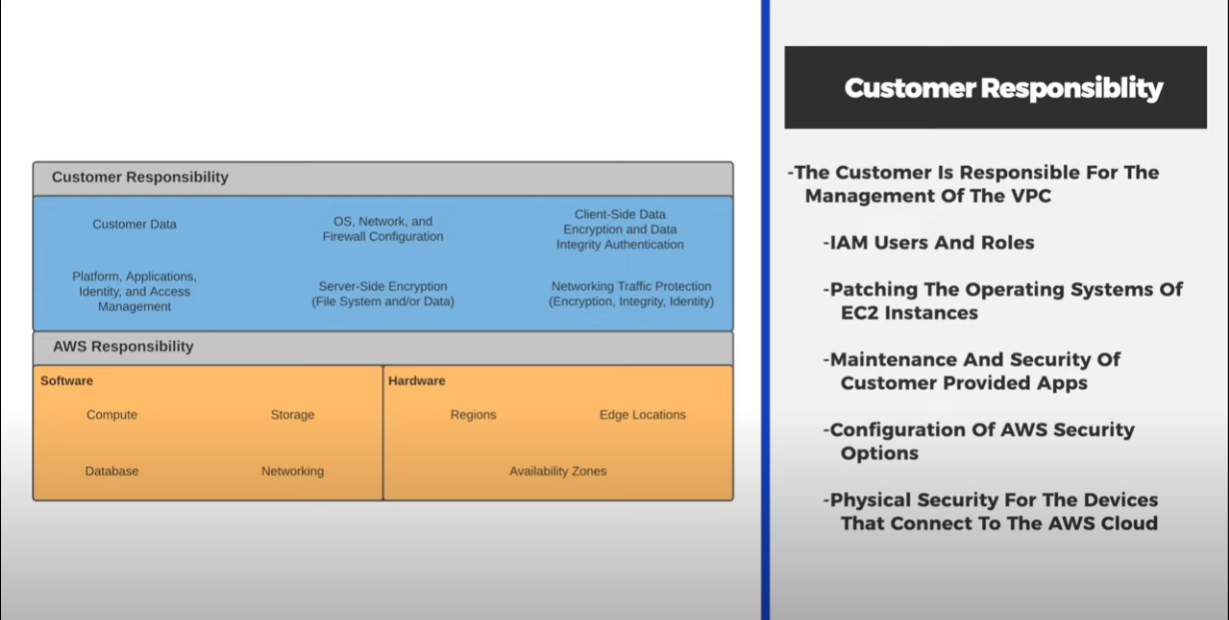 Customer Responsibility
Customer Data
OS, Network, and
Firewall Configuration
Client-Side Data
Encryption and Data
Integrity Authentication
Platform, Applications,
Identity, and Access
Management
Server-Side Encryption
(File System and/or Data)
Networking Traffic Protection
(Encryption, Integrity, Identity)
AWS Responsibility
Software
Compute
Storage
Database
Networking
Hardware
Regions
Edge Locations
Availability Zones
Customer Responsiblity
-The Customer Is Responsible For The
Management Of The VPC
-IAM Users And Roles
-Patching The Operating Systems Of
EC2 Instances
-Maintenance And Security Of
Customer Provided Apps
-Configuration Of AWS Security
Options
-Physical Security For The Devices
That Connect To The AWS Cloud